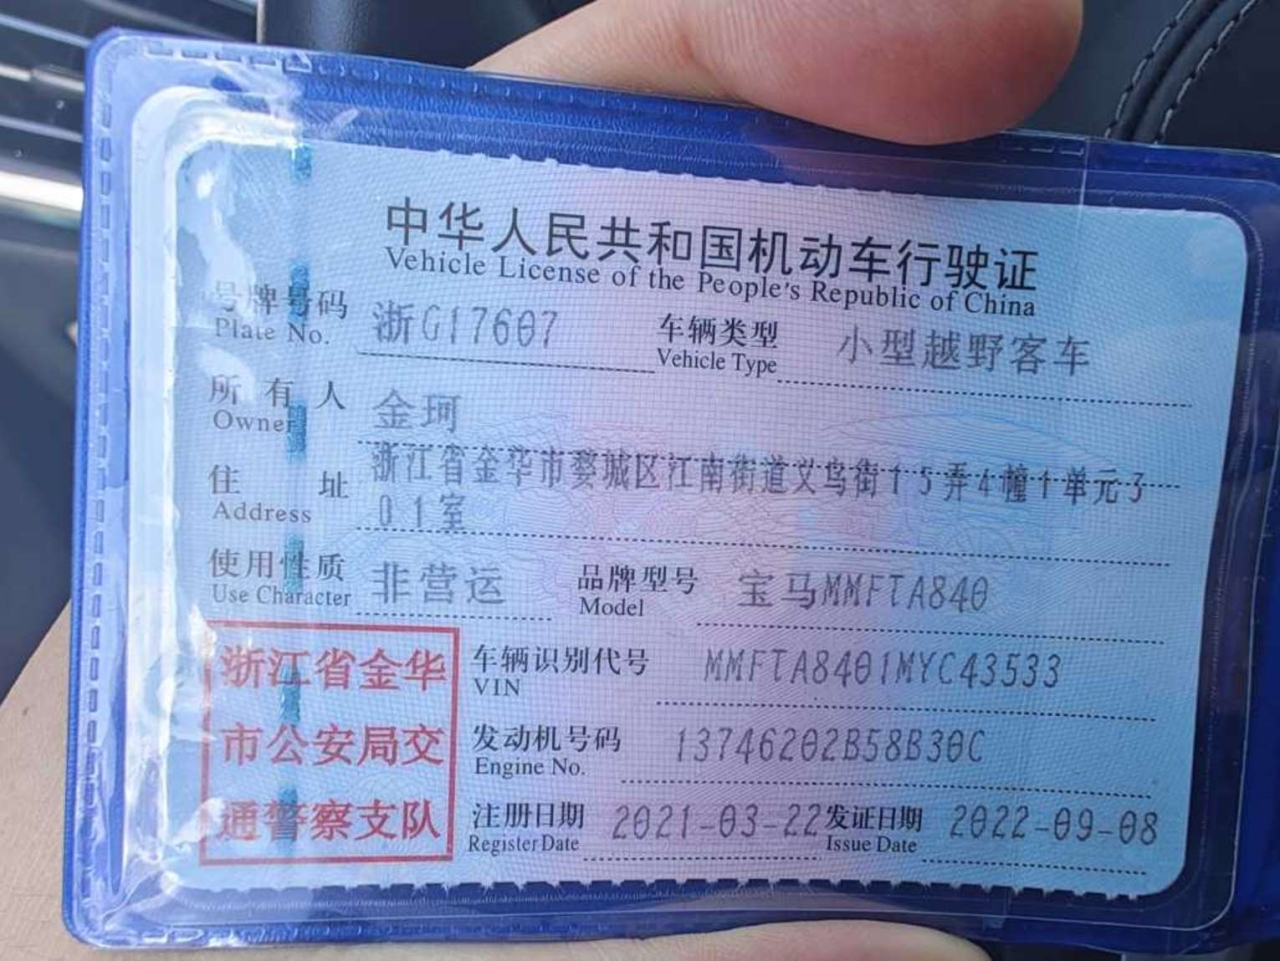 中华人民共和国机动车行驶证
Vehicle License of the People's Republic of China
号牌号码 浙G17607 车辆类型 小型越野客车
Plate No. Vehicle Type
所有人 金珂
Owner
住址 浙江省金华市婺城区江南街道义乌街15弄4幢1单元3
Address 01室
使用性质 非营运 品牌型号 宝马MMFTA840
Use Character Model
浙江省金华 车辆识别代号 MMFTA8401MYC43533
VIN
市公安局交 发动机号码 13746202B58B30C
Engine No.
通警察支队 注册日期 2021-03-22 发证日期 2022-09-08
Register Date Issue Date